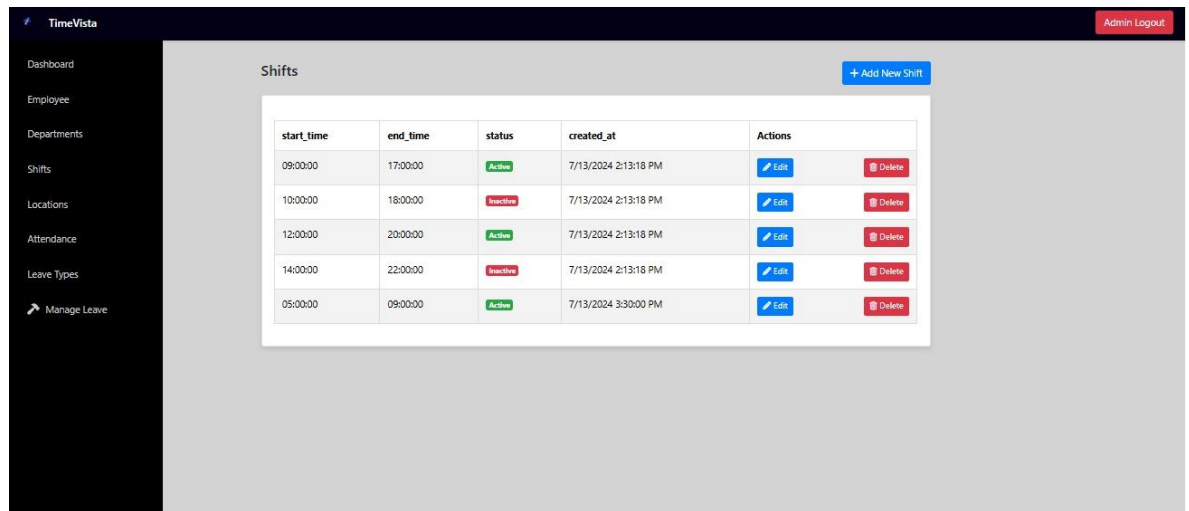 TimeVista
Admin Logout
Dashboard
Employee
Departments
Shifts
Locations
Attendance
Leave Types
Manage Leave
Shifts
+ Add New Shift
start_time end_time status created_at Actions
09:00:00 17:00:00 Active 7/13/2024 2:13:18 PM Edit Delete
10:00:00 18:00:00 Inactive 7/13/2024 2:13:18 PM Edit Delete
12:00:00 20:00:00 Active 7/13/2024 2:13:18 PM Edit Delete
14:00:00 22:00:00 Inactive 7/13/2024 2:13:18 PM Edit Delete
05:00:00 09:00:00 Active 7/13/2024 3:30:00 PM Edit Delete